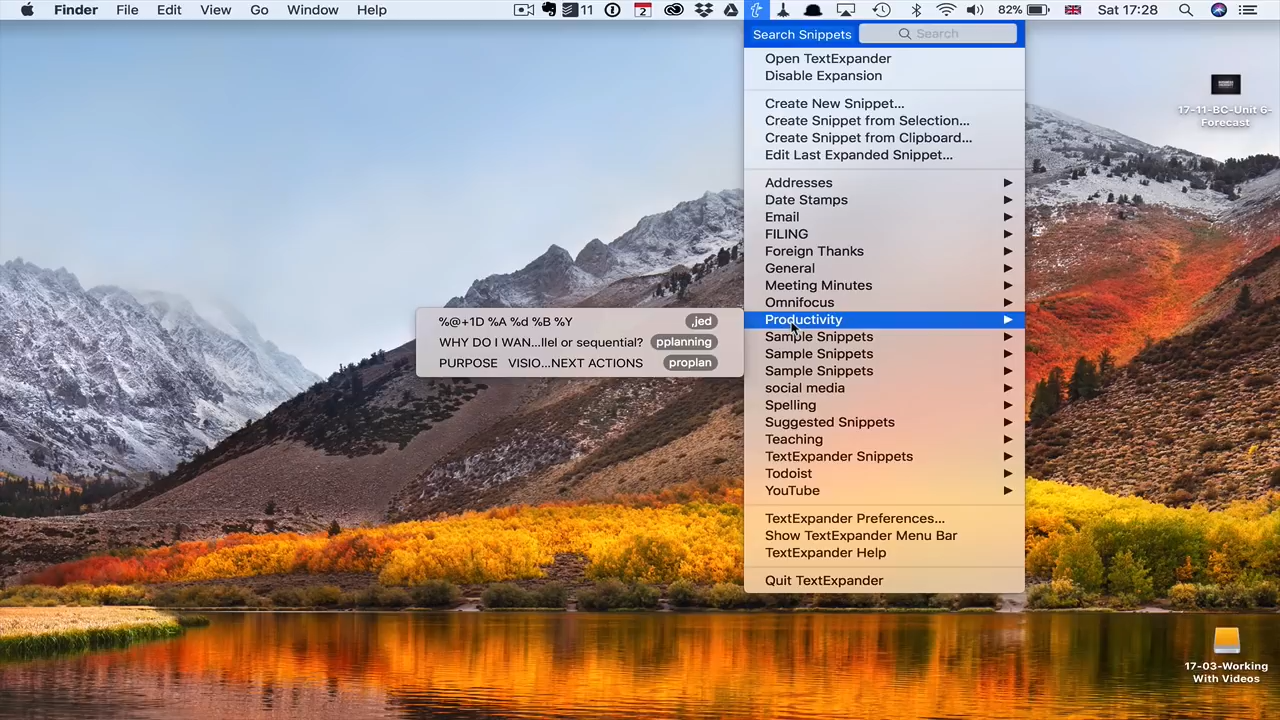 Finder File Edit View Go Window Help 11 2 82% Sat 17:28
Search Snippets Search
Open TextExpander
Disable Expansion
Create New Snippet...
Create Snippet from Selection...
Create Snippet from Clipboard...
Edit Last Expanded Snippet...
Addresses
Date Stamps
Email
FILING
Foreign Thanks
General
Meeting Minutes
Omnifocus
Productivity
Sample Snippets
Sample Snippets
Sample Snippets
social media
Spelling
Suggested Snippets
Teaching
TextExpander Snippets
Todoist
YouTube
TextExpander Preferences...
Show TextExpander Menu Bar
TextExpander Help
Quit TextExpander
%@+1D %A %d %B %Y ,jed
WHY DO I WAN...llel or sequential? pplanning
PURPOSE VISIO...NEXT ACTIONS proplan
17-11-BC-Unit 6-
Forecast
17-03-Working
With Videos